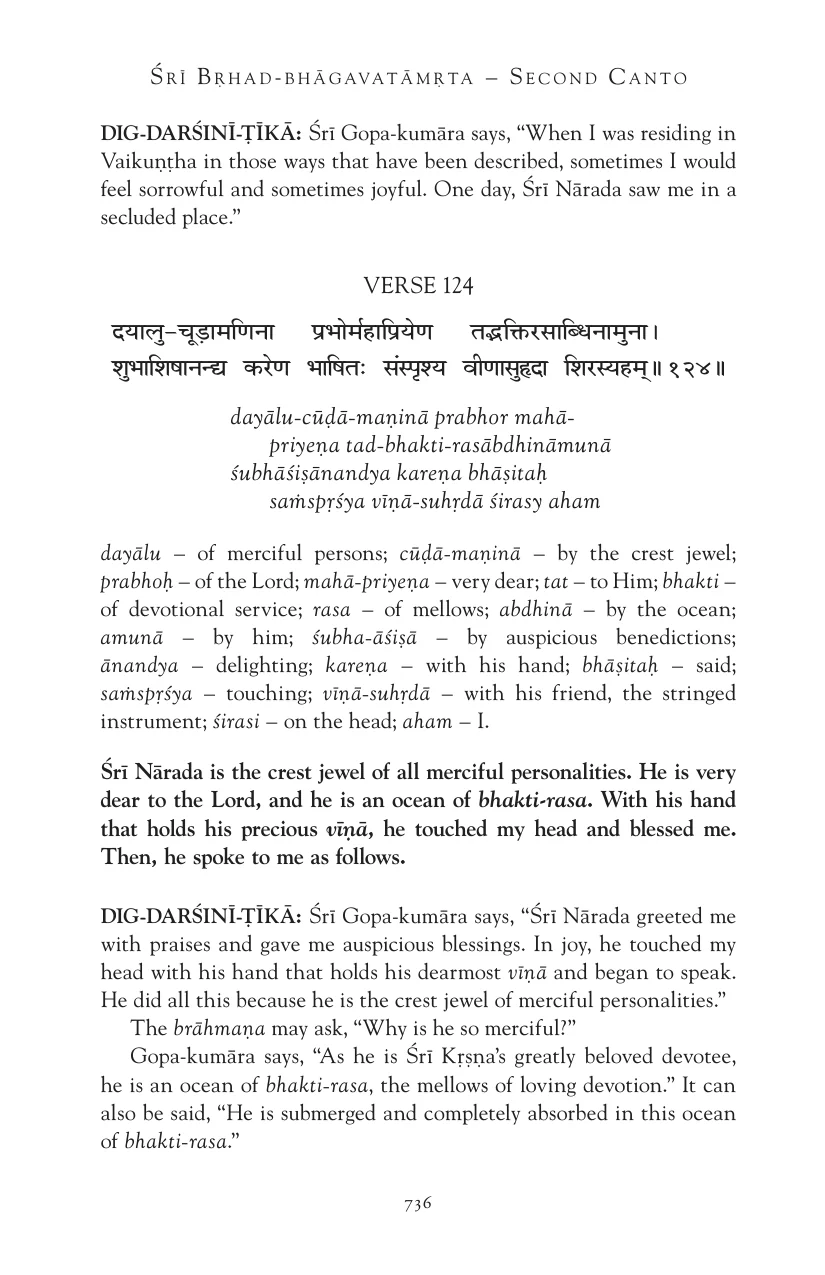 ŚRĪ BṚHAD-BHĀGAVATĀMṚTA – SECOND CANTO
DIG-DARŚINĪ-ṬĪKĀ: Śrī Gopa-kumāra says, “When I was residing in
Vaikuṇṭha in those ways that have been described, sometimes I would
feel sorrowful and sometimes joyful. One day, Śrī Nārada saw me in a
secluded place.”
VERSE 124
दयालु-चूड़ामणिना प्रभोर्महाप्रियेण तद्भक्तिरसाब्धिनामुना।
शुभाशिषानन्द्य करेण भाषितः संस्पृश्य वीणासुहृदा शिरस्यहम्॥१२४॥
dayālu-cūḍā-maṇinā prabhor mahā-
priyeṇa tad-bhakti-rasābdhināmunā
śubhāśiṣānandya kareṇa bhāṣitaḥ
saṁspṛśya vīṇā-suhṛdā śirasy aham
dayālu – of merciful persons; cūḍā-maṇinā – by the crest jewel;
prabhoḥ – of the Lord; mahā-priyeṇa – very dear; tat – to Him; bhakti –
of devotional service; rasa – of mellows; abdhinā – by the ocean;
amunā – by him; śubha-āśiṣā – by auspicious benedictions;
ānandya – delighting; kareṇa – with his hand; bhāṣitaḥ – said;
saṁspṛśya – touching; vīṇā-suhṛdā – with his friend, the stringed
instrument; śirasi – on the head; aham – I.
Śrī Nārada is the crest jewel of all merciful personalities. He is very
dear to the Lord, and he is an ocean of bhakti-rasa. With his hand
that holds his precious vīṇā, he touched my head and blessed me.
Then, he spoke to me as follows.
DIG-DARŚINĪ-ṬĪKĀ: Śrī Gopa-kumāra says, “Śrī Nārada greeted me
with praises and gave me auspicious blessings. In joy, he touched my
head with his hand that holds his dearmost vīṇā and began to speak.
He did all this because he is the crest jewel of merciful personalities.”
The brāhmaṇa may ask, “Why is he so merciful?”
Gopa-kumāra says, “As he is Śrī Kṛṣṇa’s greatly beloved devotee,
he is an ocean of bhakti-rasa, the mellows of loving devotion.” It can
also be said, “He is submerged and completely absorbed in this ocean
of bhakti-rasa.”
736